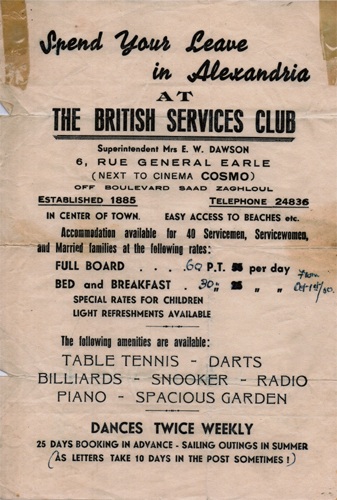 Spend Your Leave
in Alexandria
AT
THE BRITISH SERVICES CLUB
Superintendent Mrs E. W. DAWSON
6, RUE GENERAL EARLE
(NEXT TO CINEMA COSMO)
OFF BOULEVARD SAAD ZAGHLOUL
ESTABLISHED 1885 TELEPHONE 24836
IN CENTER OF TOWN. EASY ACCESS TO BEACHES etc.
Accommodation available for 40 Servicemen, Servicewomen,
and Married families at the following rates:
FULL BOARD . . . . 60 P.T. per day
BED and BREAKFAST . 30 „ „ „ From
SPECIAL RATES FOR CHILDREN
LIGHT REFRESHMENTS AVAILABLE
The following amenities are available:
TABLE TENNIS - DARTS
BILLIARDS - SNOOKER - RADIO
PIANO - SPACIOUS GARDEN
DANCES TWICE WEEKLY
25 DAYS BOOKING IN ADVANCE - SAILING OUTINGS IN SUMMER
(AS LETTERS TAKE 10 DAYS IN THE POST SOMETIMES!)